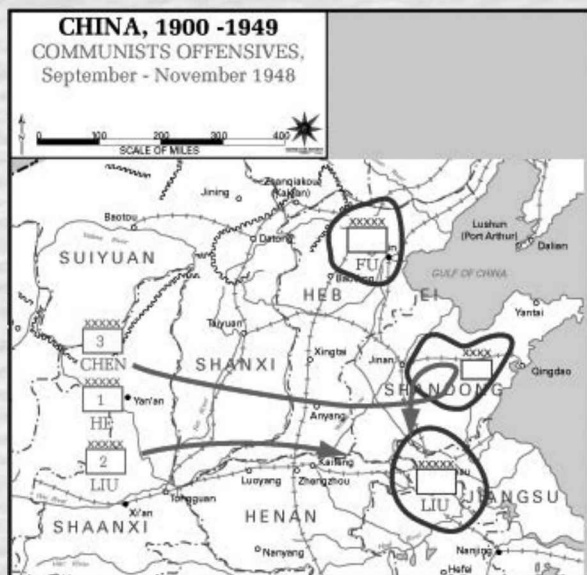 CHINA, 1900 -1949
COMMUNISTS OFFENSIVES,
September - November 1948
0 100 200 300 400
SCALE OF MILES
Jining
Zhangjiakou
(Kalgan)
Baotou
Datong
Lushun
(Port Arthur)
Dalian
SUIYUAN
XXXXX
FU
GULF OF CHINA
HEB EI
Yantai
Taiyuan
XXXXX
3
CHEN
SHANXI
Xingtai
Jinan
XXXX
Qingdao
SHANDONG
XXXXX
1
HE
Yan'an
Anyang
XXXXX
2
LIU
Kaifeng
XXXXX
LIU
Luoyang
Zhangzhou
JIANGSU
Tongguan
Xi'an
SHAANXI
HENAN
Nanyang
Nanjing
Hefei